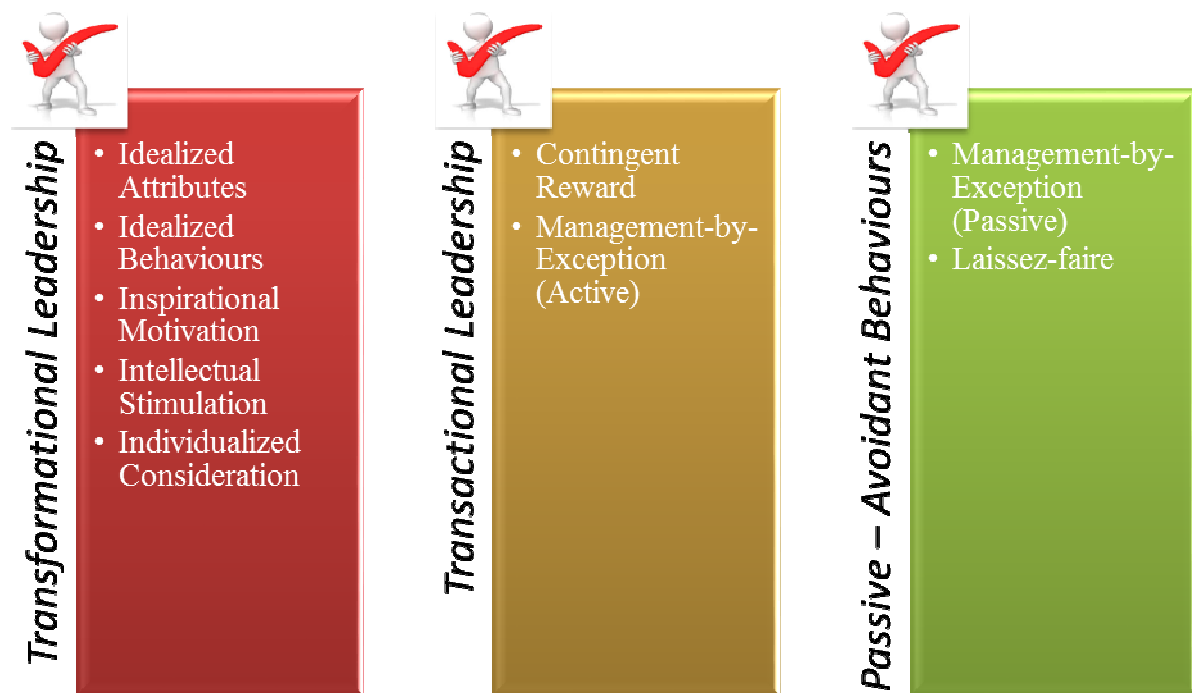 Transformational Leadership
• Idealized
Attributes
• Idealized
Behaviours
• Inspirational
Motivation
• Intellectual
Stimulation
• Individualized
Consideration
Transactional Leadership
• Contingent
Reward
• Management-by-
Exception
(Active)
Passive – Avoidant Behaviours
• Management-by-
Exception
(Passive)
• Laissez-faire